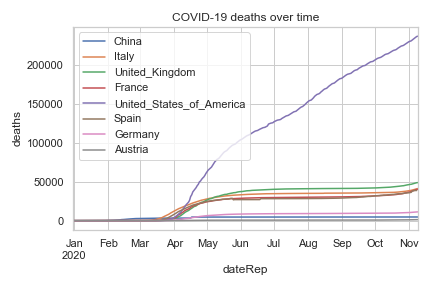 COVID-19 deaths over time
China
Italy
United_Kingdom
France
United_States_of_America
Spain
Germany
Austria
deaths
200000
150000
100000
50000
0
Jan Feb Mar Apr May Jun Jul Aug Sep Oct Nov
2020
dateRep